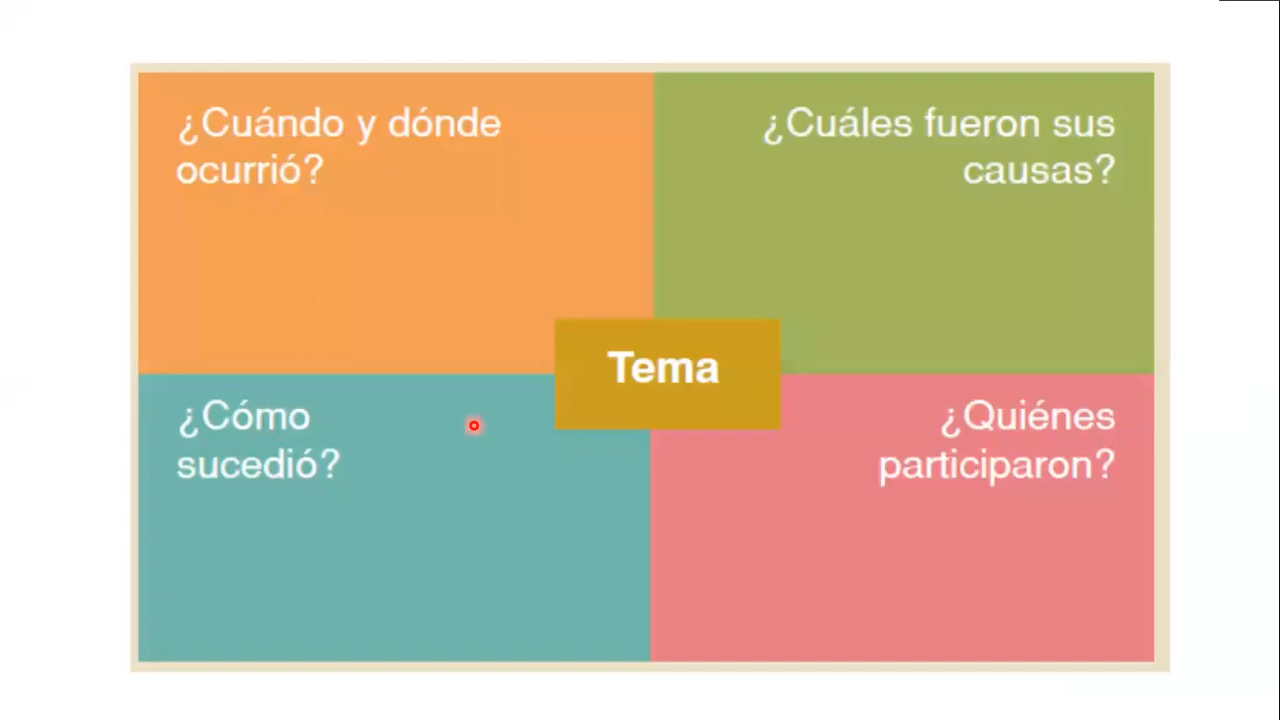 ¿Cuándo y dónde
ocurrió?
¿Cuáles fueron sus
causas?
Tema
¿Cómo
sucedió?
¿Quiénes
participaron?